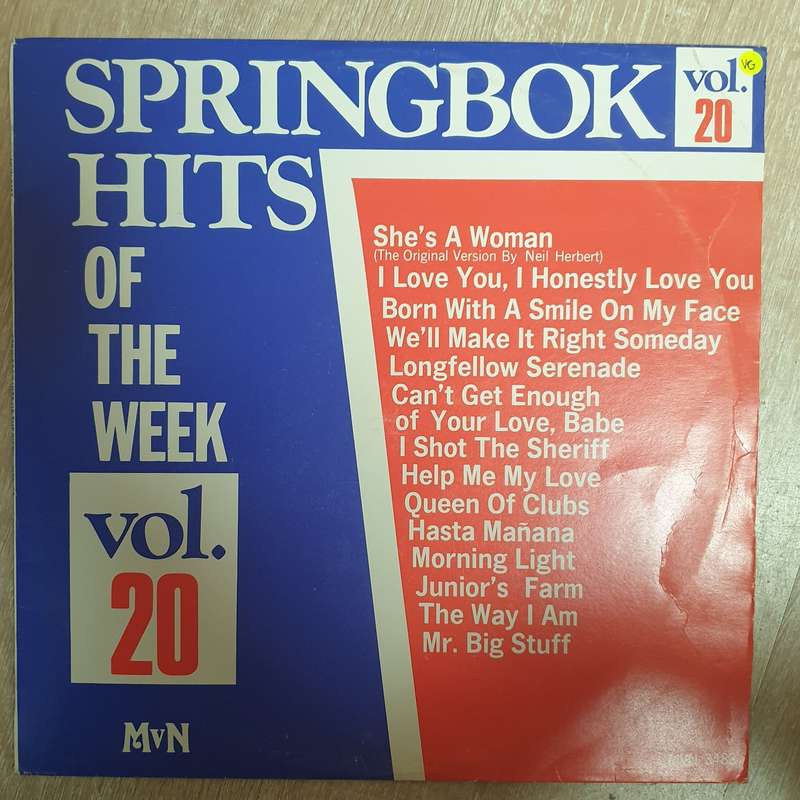 SPRINGBOK
HITS
OF
THE
WEEK
vol.
20
MvN
vol.
20
VG
She's A Woman
(The Original Version By Neil Herbert)
I Love You, I Honestly Love You
Born With A Smile On My Face
We'll Make It Right Someday
Longfellow Serenade
Can't Get Enough
of Your Love, Babe
I Shot The Sheriff
Help Me My Love
Queen Of Clubs
Hasta Mañana
Morning Light
Junior's Farm
The Way I Am
Mr. Big Stuff